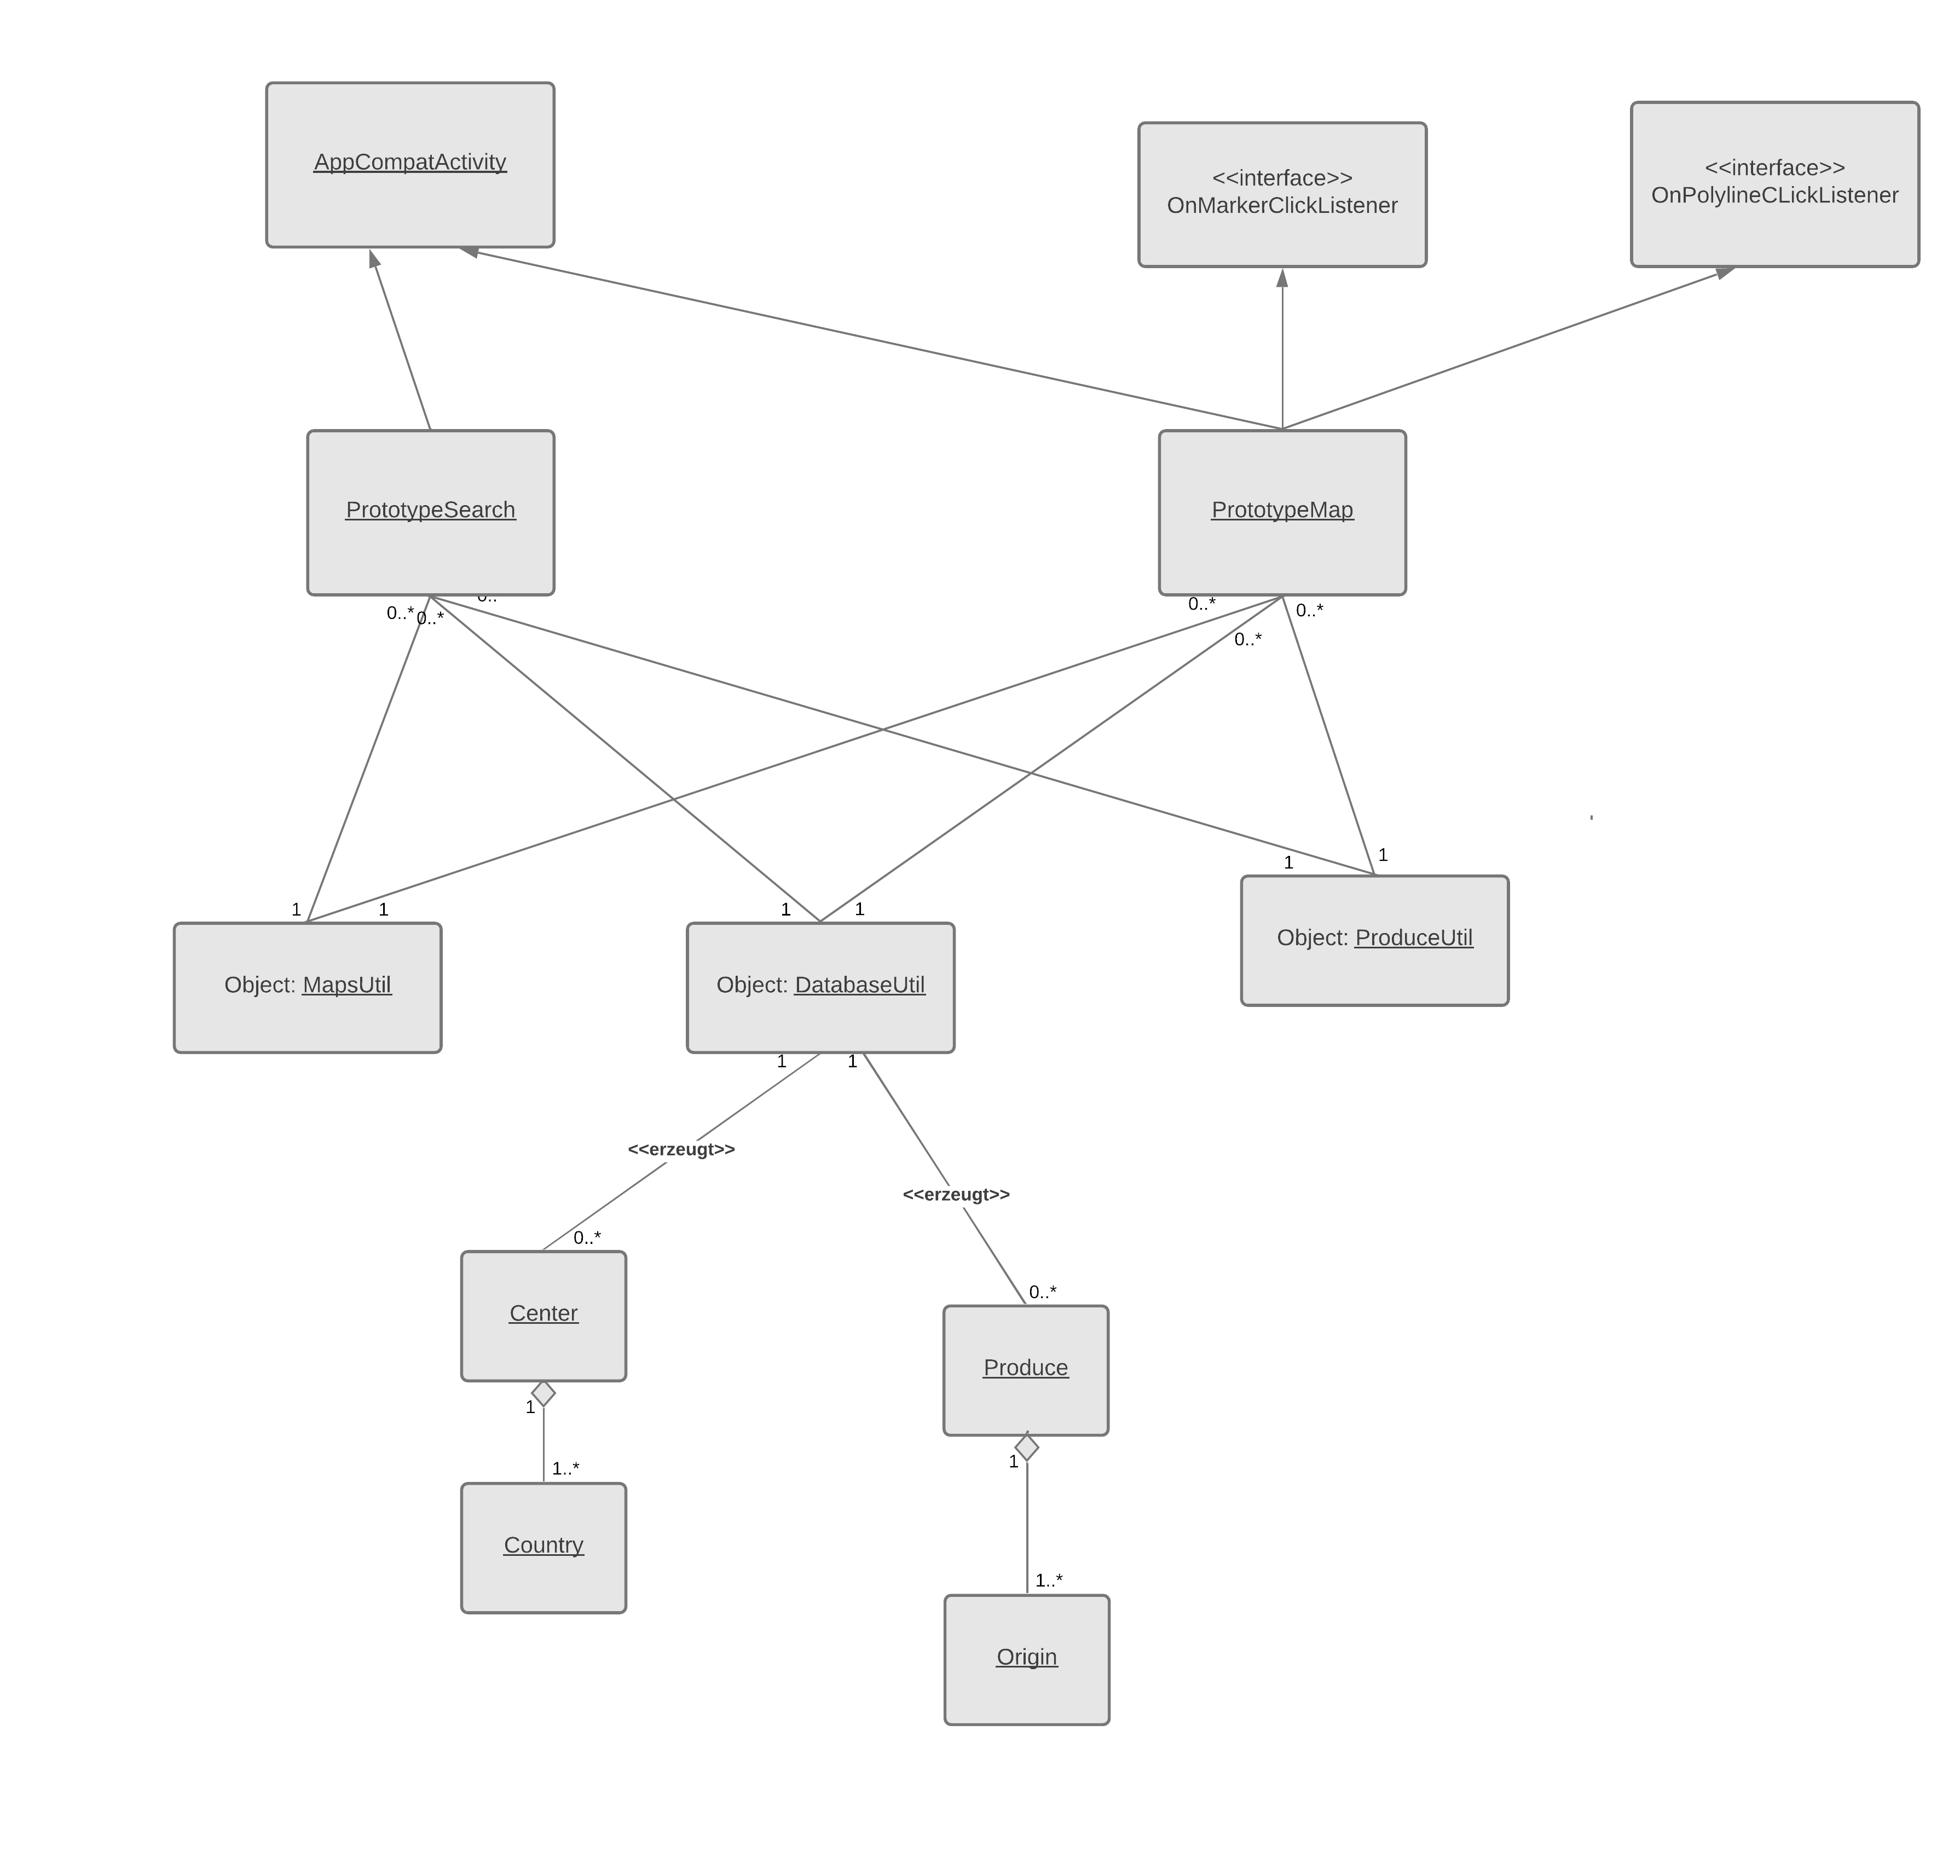 AppCompatActivity
<<interface>>
OnMarkerClickListener
<<interface>>
OnPolylineCLickListener
PrototypeSearch
PrototypeMap
0..*
0..*
0..
0..*
0..*
0..*
1
1
1
1
1
1
Object: MapsUtil
Object: DatabaseUtil
Object: ProduceUtil
1
1
<<erzeugt>>
<<erzeugt>>
0..*
0..*
Center
Produce
1
1
1..*
1..*
Country
Origin